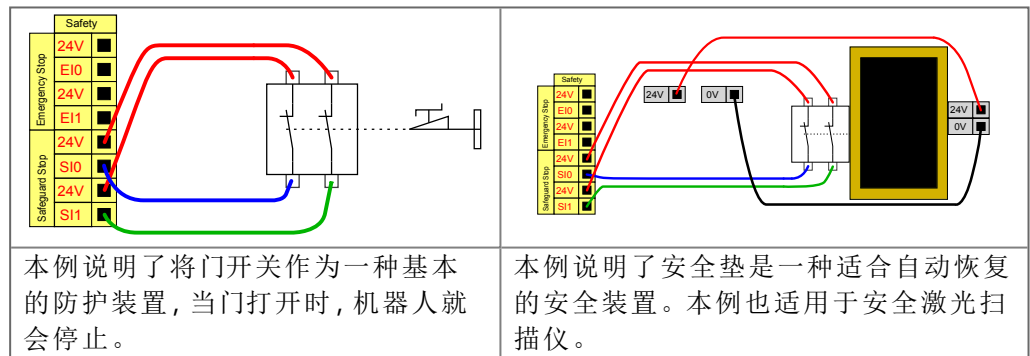 Safety
Emergency Stop
24V
EI0
24V
EI1
Safeguard Stop
24V
SI0
24V
SI1
Safety
Emergency Stop
24V
EI0
24V
EI1
Safeguard Stop
24V
SI0
24V
SI1
24V
0V
24V
0V
本例说明了将门开关作为一种基本
的防护装置,当门打开时,机器人就
会停止。
本例说明了安全垫是一种适合自动恢复
的安全装置。本例也适用于安全激光扫
描仪。